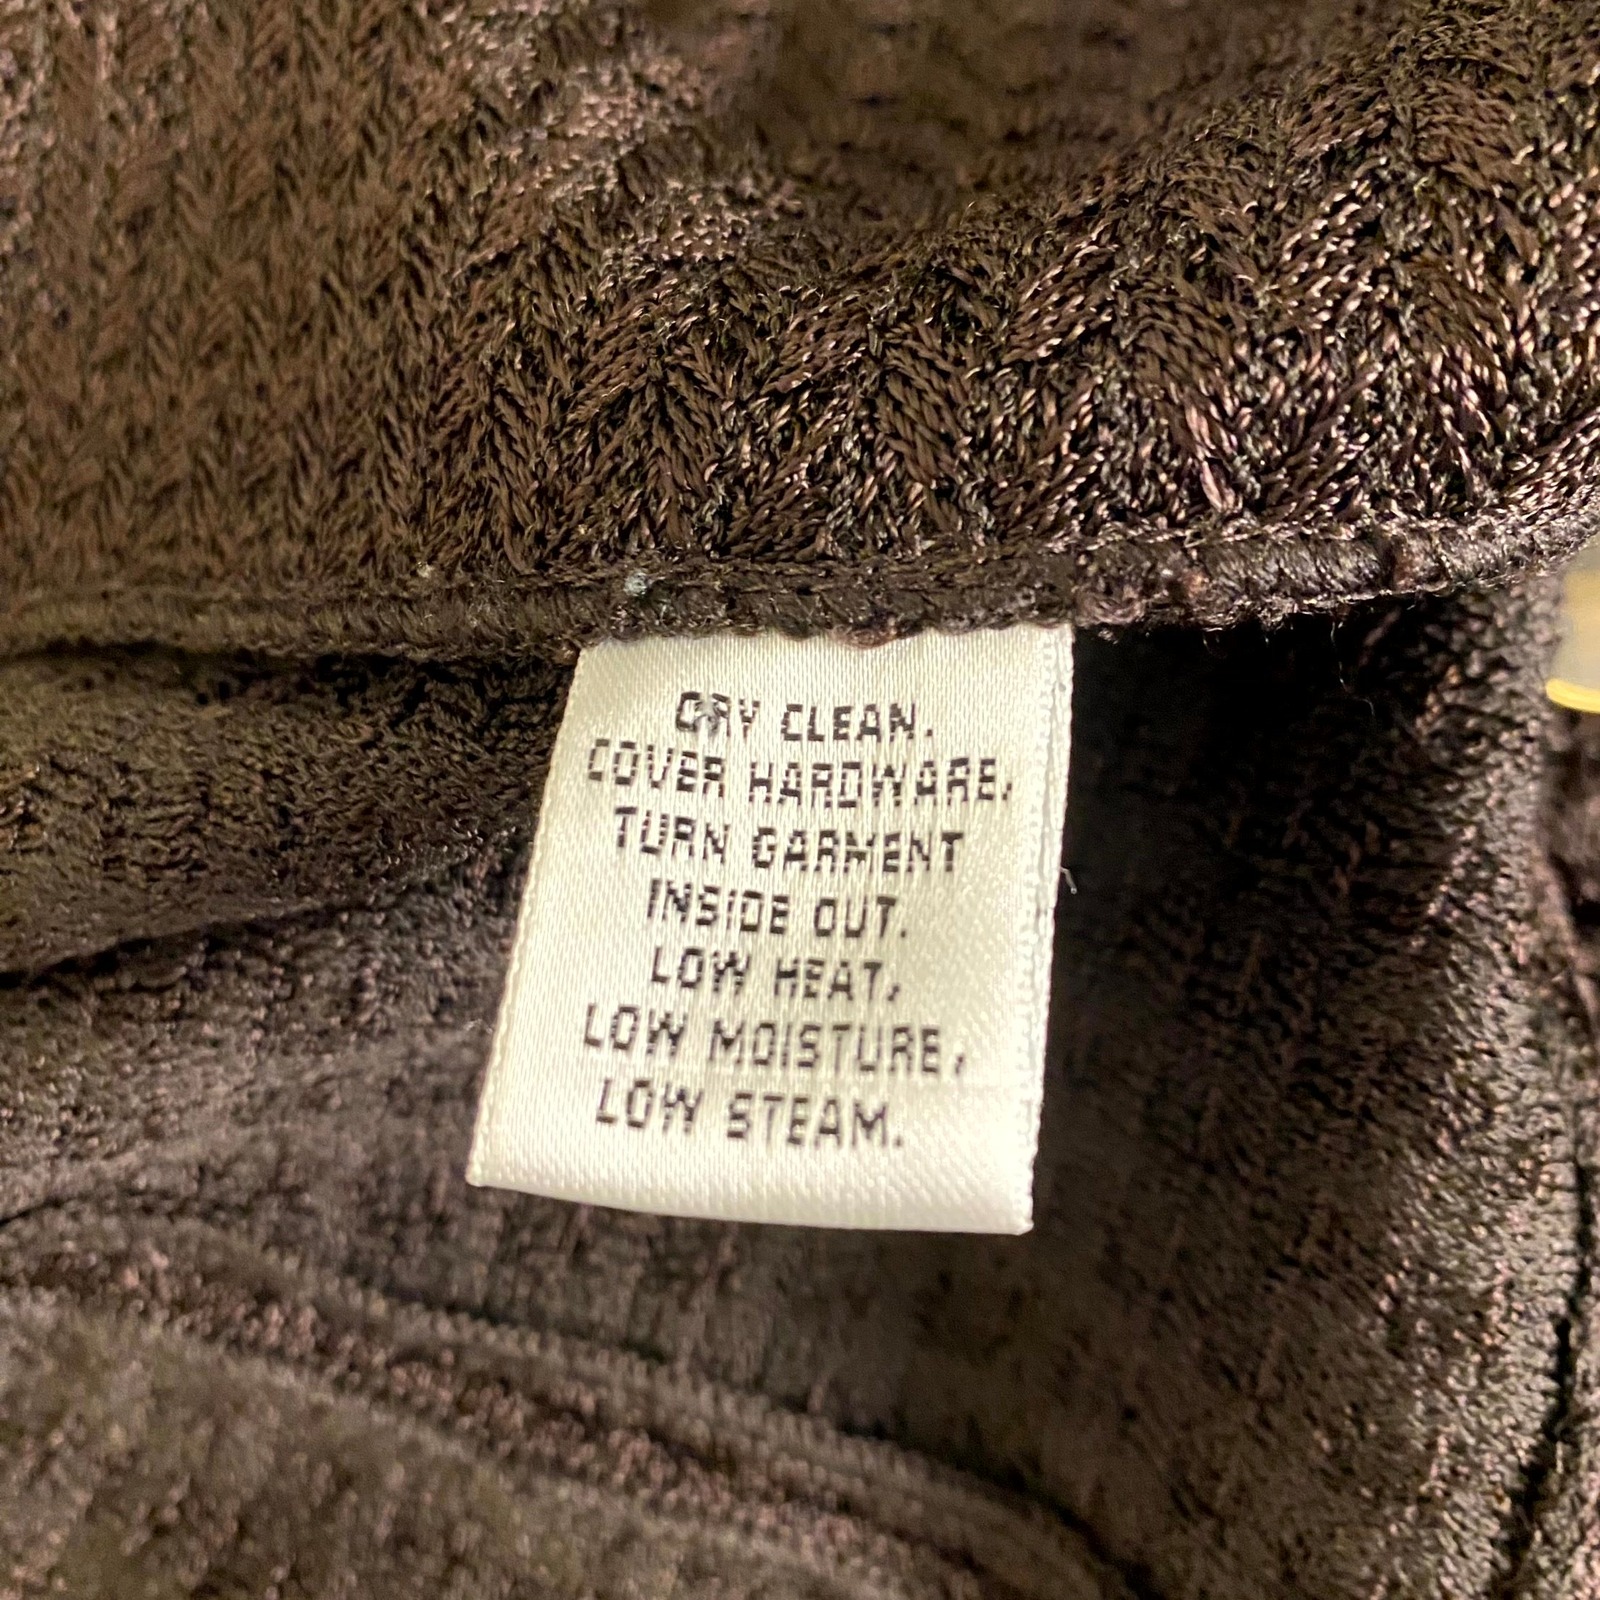 DRY CLEAN.
COVER HARDWARE,
TURN GARMENT
INSIDE OUT.
LOW HEAT,
LOW MOISTURE,
LOW STEAM.